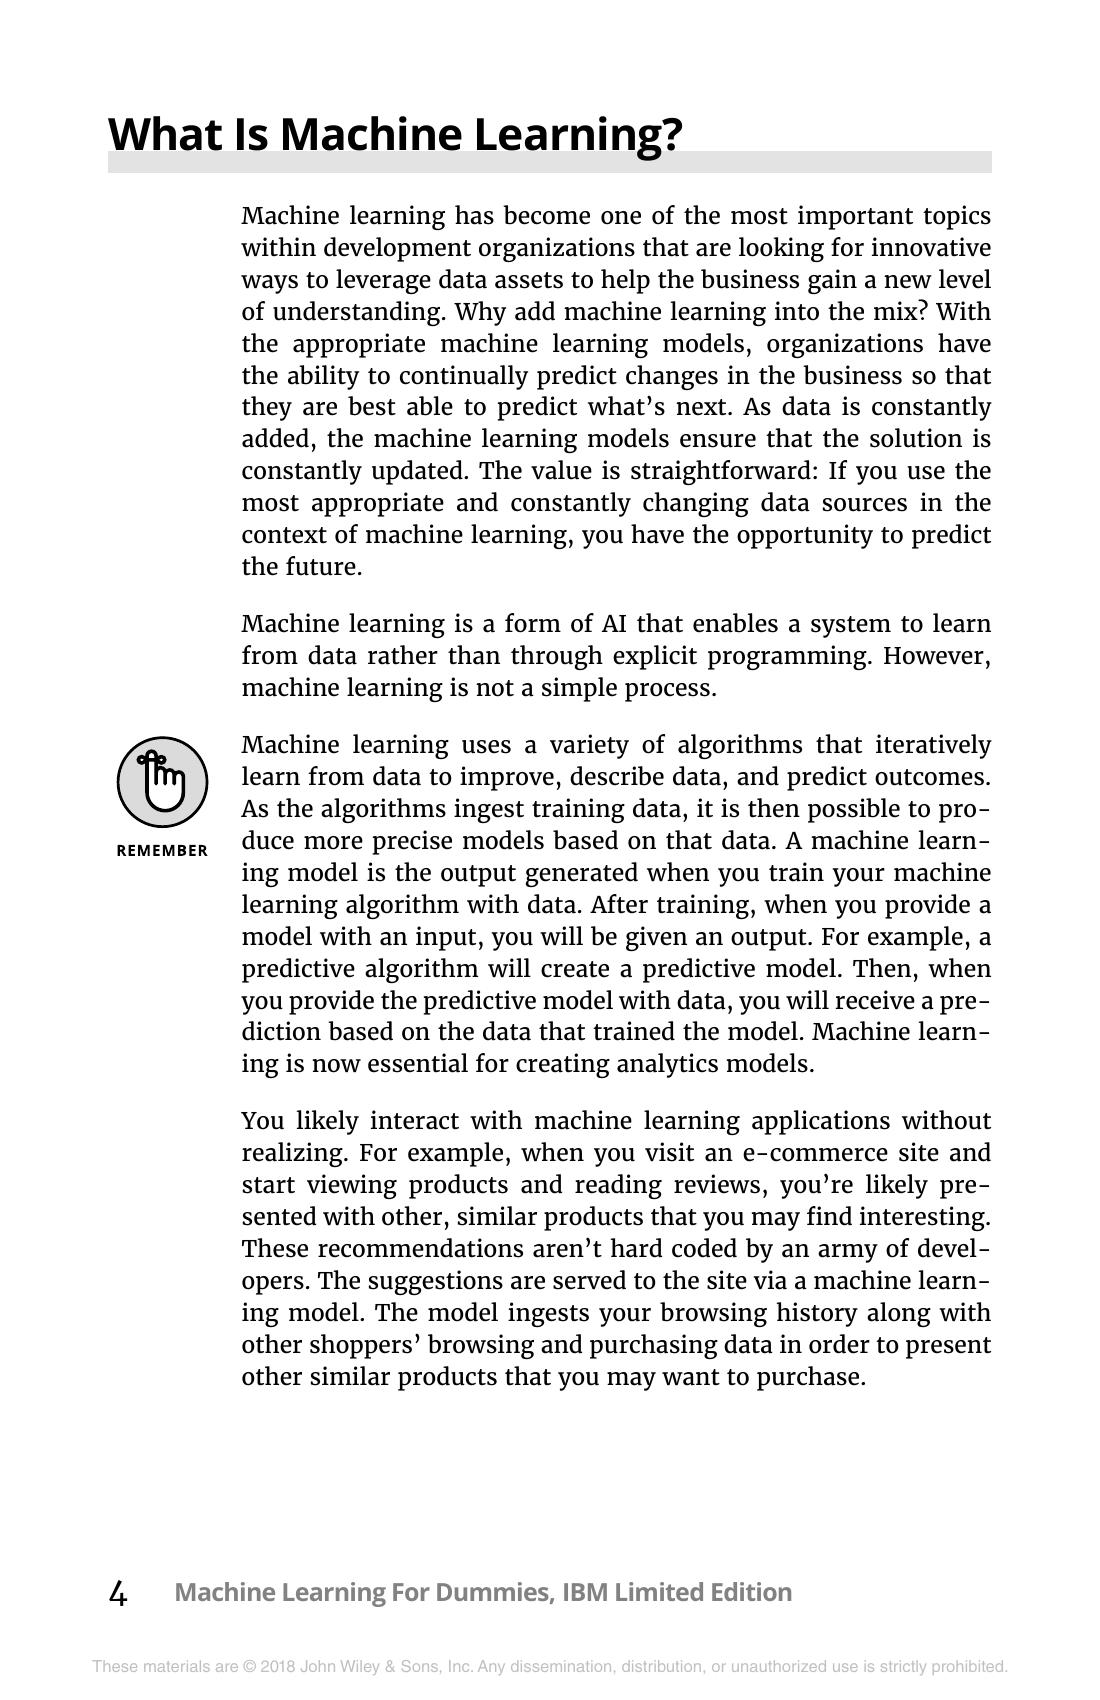 What Is Machine Learning?
Machine learning has become one of the most important topics
within development organizations that are looking for innovative
ways to leverage data assets to help the business gain a new level
of understanding. Why add machine learning into the mix? With
the appropriate machine learning models, organizations have
the ability to continually predict changes in the business so that
they are best able to predict what’s next. As data is constantly
added, the machine learning models ensure that the solution is
constantly updated. The value is straightforward: If you use the
most appropriate and constantly changing data sources in the
context of machine learning, you have the opportunity to predict
the future.
Machine learning is a form of AI that enables a system to learn
from data rather than through explicit programming. However,
machine learning is not a simple process.
REMEMBER
Machine learning uses a variety of algorithms that iteratively
learn from data to improve, describe data, and predict outcomes.
As the algorithms ingest training data, it is then possible to pro-
duce more precise models based on that data. A machine learn-
ing model is the output generated when you train your machine
learning algorithm with data. After training, when you provide a
model with an input, you will be given an output. For example, a
predictive algorithm will create a predictive model. Then, when
you provide the predictive model with data, you will receive a pre-
diction based on the data that trained the model. Machine learn-
ing is now essential for creating analytics models.
You likely interact with machine learning applications without
realizing. For example, when you visit an e-commerce site and
start viewing products and reading reviews, you’re likely pre-
sented with other, similar products that you may find interesting.
These recommendations aren’t hard coded by an army of devel-
opers. The suggestions are served to the site via a machine learn-
ing model. The model ingests your browsing history along with
other shoppers’ browsing and purchasing data in order to present
other similar products that you may want to purchase.
4 Machine Learning For Dummies, IBM Limited Edition
These materials are © 2018 John Wiley & Sons, Inc. Any dissemination, distribution, or unauthorized use is strictly prohibited.